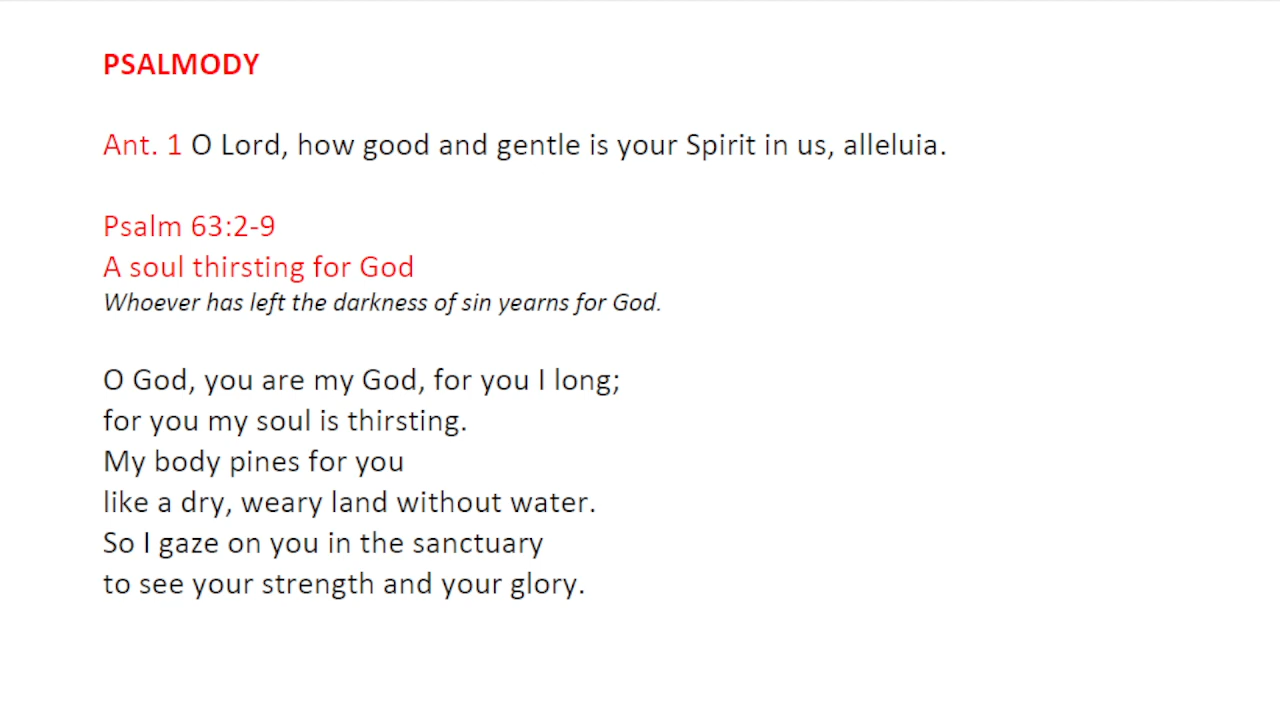 PSALMODY
Ant. 1 O Lord, how good and gentle is your Spirit in us, alleluia.
Psalm 63:2-9
A soul thirsting for God
Whoever has left the darkness of sin yearns for God.
O God, you are my God, for you I long;
for you my soul is thirsting.
My body pines for you
like a dry, weary land without water.
So I gaze on you in the sanctuary
to see your strength and your glory.